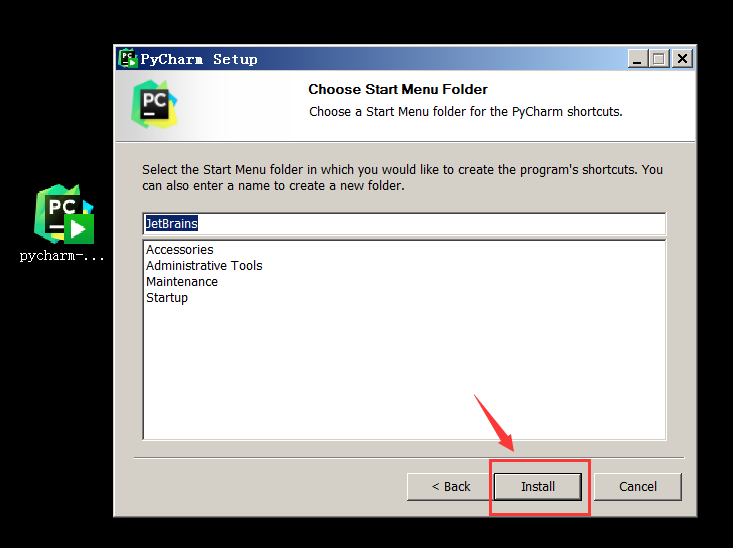 PyCharm Setup
Choose Start Menu Folder
Choose a Start Menu folder for the PyCharm shortcuts.
PC
Select the Start Menu folder in which you would like to create the program's shortcuts. You
can also enter a name to create a new folder.
JetBrains
Accessories
Administrative Tools
Maintenance
Startup
PC
pycharm-...
< Back
Install
Cancel